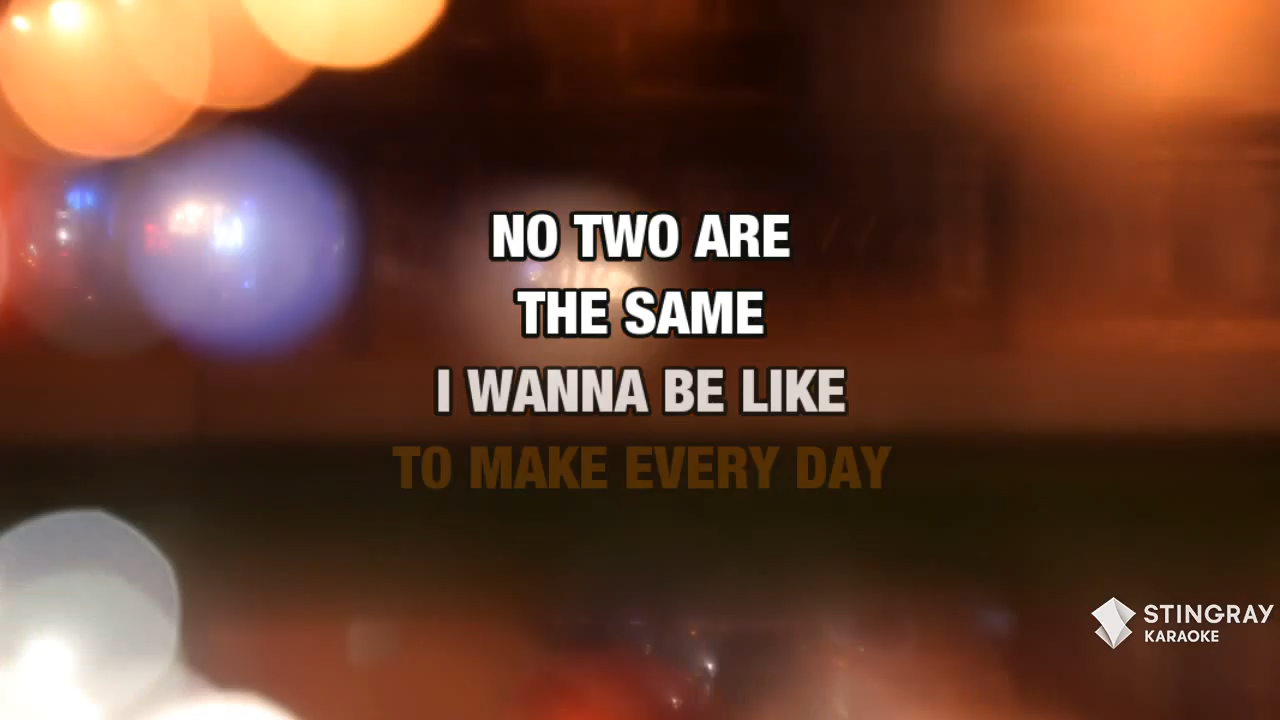 NO TWO ARE
THE SAME
I WANNA BE LIKE
TO MAKE EVERY DAY
STINGRAY
KARAOKE